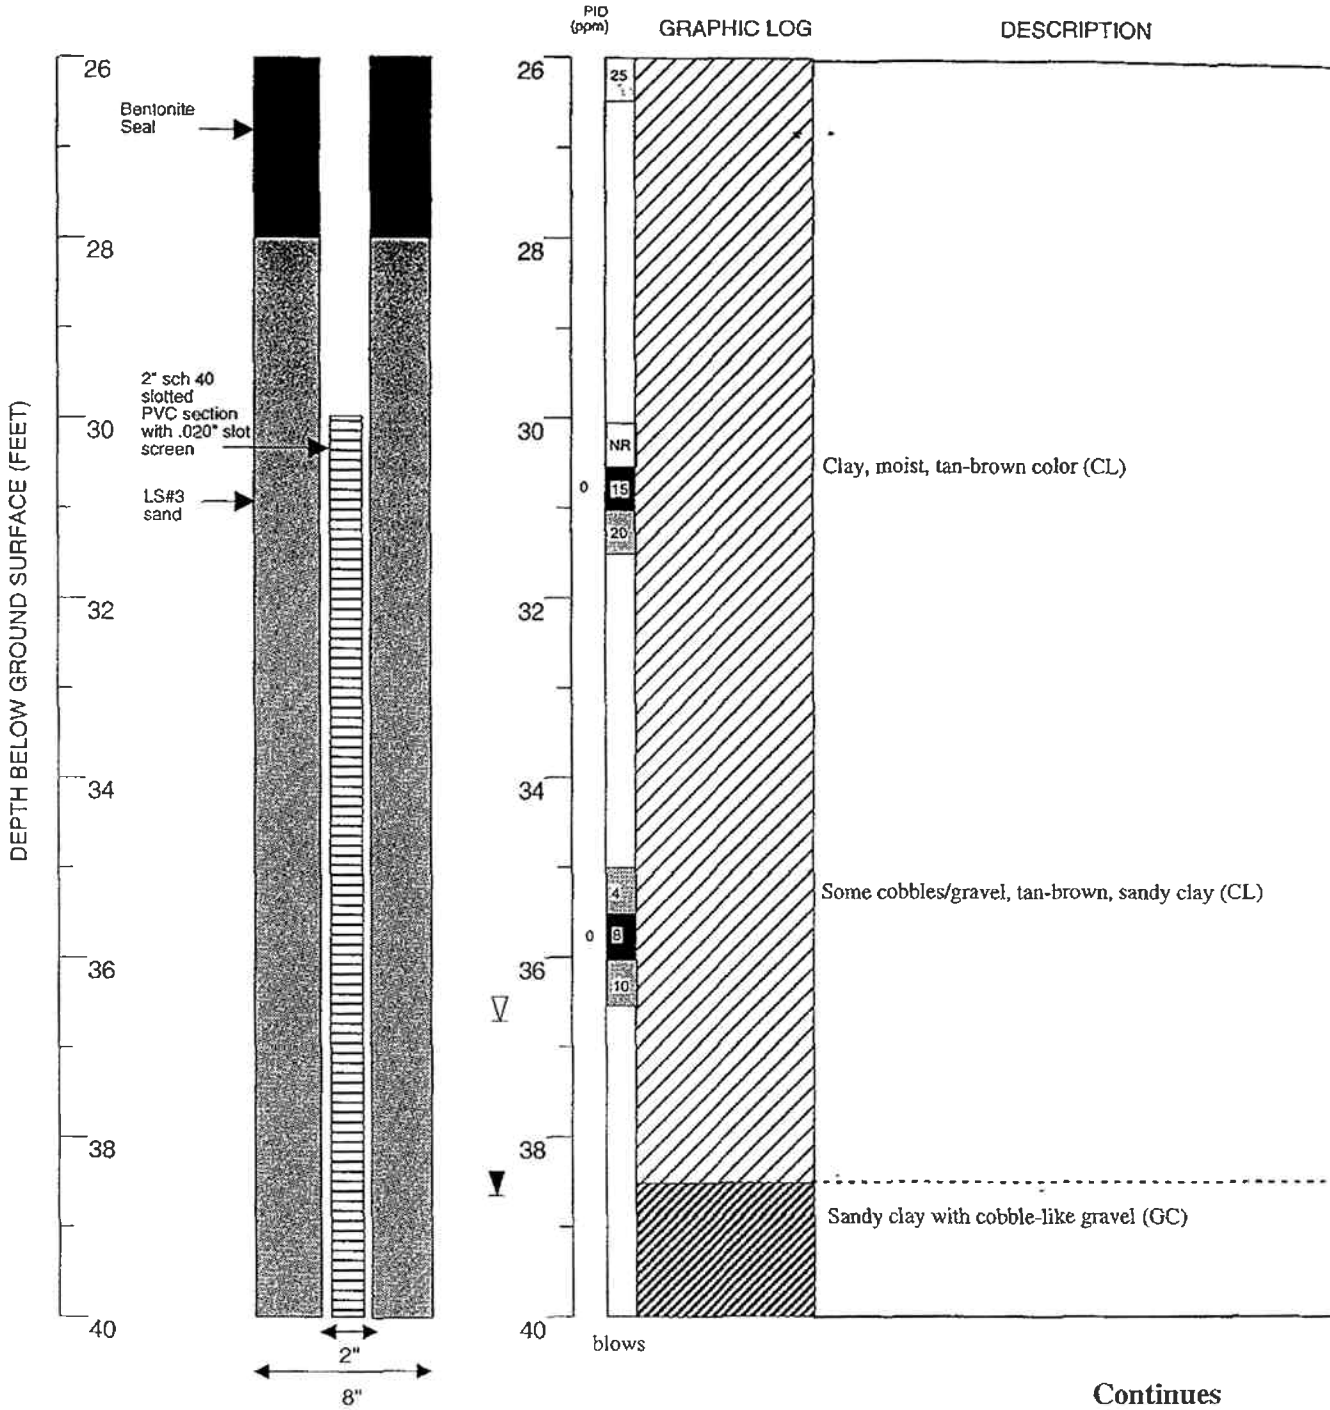 PID
(ppm)
GRAPHIC LOG
DESCRIPTION
DEPTH BELOW GROUND SURFACE (FEET)
26
28
30
32
34
36
38
40
Bentonite
Seal
2" sch 40
slotted
PVC section
with .020" slot
screen
LS#3
sand
2"
8"
26
28
30
32
34
36
38
40
25
NR
0
15
20
4
0
8
10
blows
Clay, moist, tan-brown color (CL)
Some cobbles/gravel, tan-brown, sandy clay (CL)
Sandy clay with cobble-like gravel (GC)
Continues